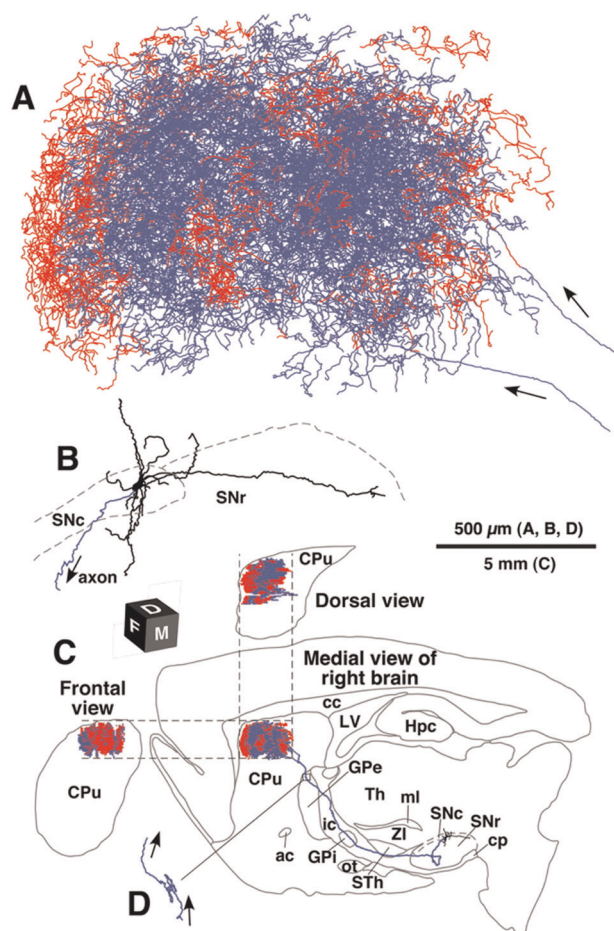 A
B
SNc
SNr
axon
500 µm (A, B, D)
5 mm (C)
CPu
Dorsal view
D
F
M
C
Medial view of
right brain
Frontal
view
cc
LV
Hpc
CPu
CPu
GPe
Th
ml
SNc
SNr
ZI
cp
ic
ac
GPi
ot
STh
D